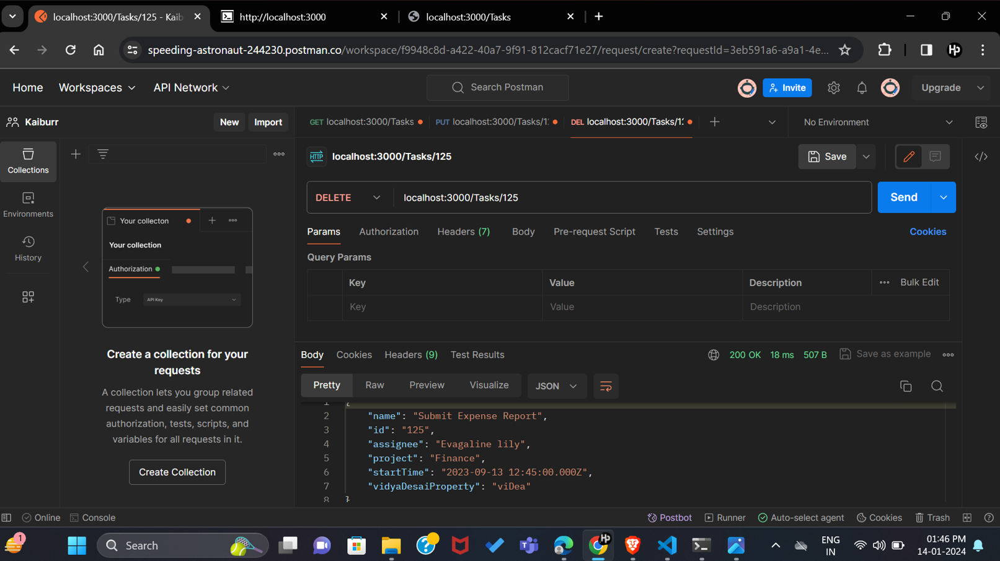 localhost:3000/Tasks/125 - Kaib
http://localhost:3000
localhost:3000/Tasks
speeding-astronaut-244230.postman.co/workspace/f9948c8d-a422-40a7-9f91-812cacf71e27/request/create?requestId=3eb591a6-a9a1-4e...
Home Workspaces API Network
Search Postman
Invite
Upgrade
Kaiburr
New
Import
GET localhost:3000/Tasks
PUT localhost:3000/Tasks/1:
DEL localhost:3000/Tasks/1:
No Environment
Collections
Environments
History
HTTP localhost:3000/Tasks/125
Save
DELETE localhost:3000/Tasks/125
Send
Params Authorization Headers (7) Body Pre-request Script Tests Settings Cookies
Query Params
Key Value Description Bulk Edit
Key Value Description
Your collecton
Your collection
Authorization
Type API Key
Create a collection for your
requests
A collection lets you group related
requests and easily set common
authorization, tests, scripts, and
variables for all requests in it.
Create Collection
Body Cookies Headers (9) Test Results
200 OK 18 ms 507 B Save as example
Pretty Raw Preview Visualize JSON
1 {
2 "name": "Submit Expense Report",
3 "id": "125",
4 "assignee": "Evagaline lily",
5 "project": "Finance",
6 "startTime": "2023-09-13 12:45:00.000Z",
7 "vidyaDesaiProperty": "viDea"
8 }
Online Console
Postbot Runner Auto-select agent Cookies Trash
1
Search
HP
ENG
IN
01:46 PM
14-01-2024